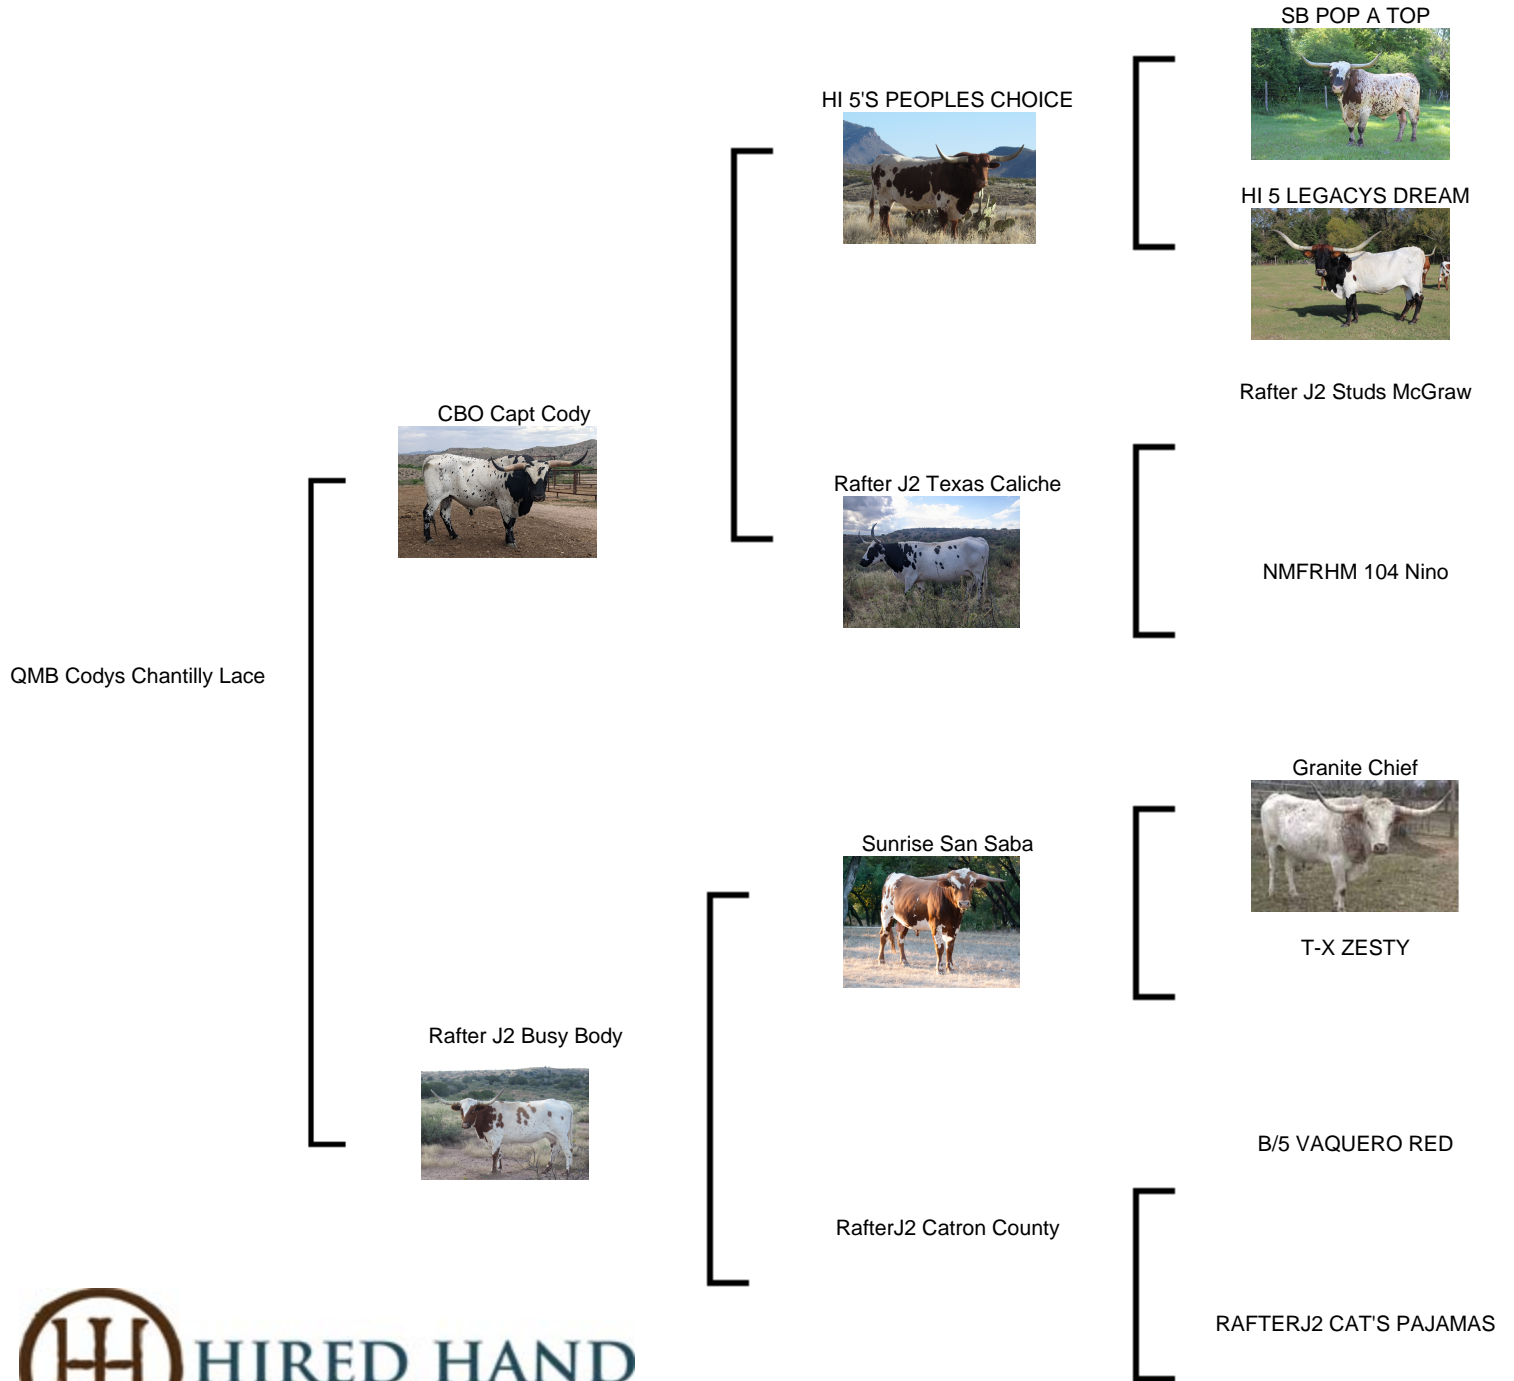 SB POP A TOP
HI 5'S PEOPLES CHOICE
HI 5 LEGACYS DREAM
Rafter J2 Studs McGraw
CBO Capt Cody
Rafter J2 Texas Caliche
NMFRHM 104 Nino
QMB Codys Chantilly Lace
Granite Chief
Sunrise San Saba
T-X ZESTY
Rafter J2 Busy Body
B/5 VAQUERO RED
RafterJ2 Catron County
RAFTERJ2 CAT'S PAJAMAS
HIRED HAND